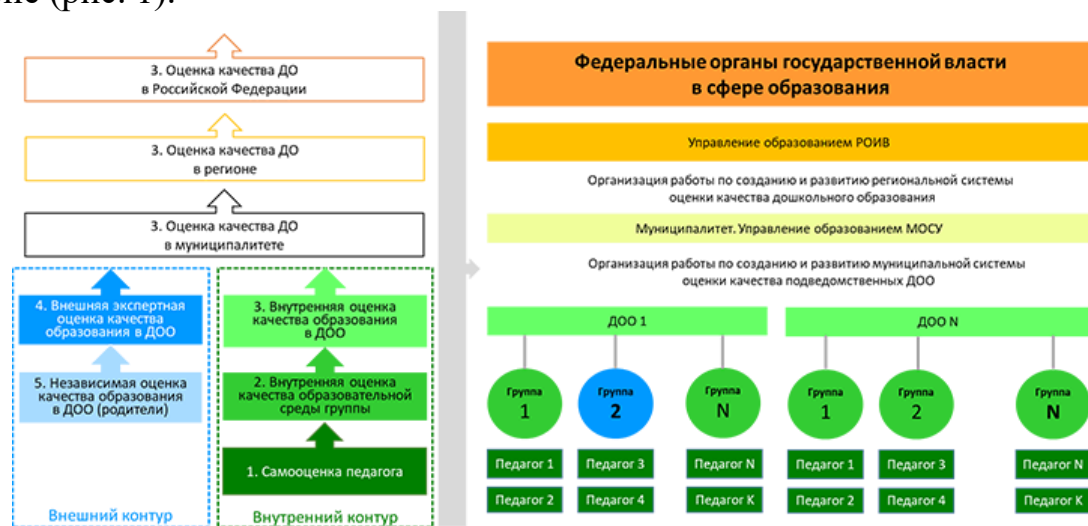 ие (рис. 1).
3. Оценка качества ДО
в Российской Федерации
3. Оценка качества ДО
в регионе
3. Оценка качества ДО
в муниципалитете
4. Внешняя экспертная
оценка качества
образования в ДОО
5. Независимая оценка
качества образования
в ДОО (родители)
Внешний контур
3. Внутренняя оценка
качества образования
в ДОО
2. Внутренняя оценка
качества образовательной
среды группы
1. Самооценка педагога
Внутренний контур
Федеральные органы государственной власти
в сфере образования
Управление образованием РОИВ
Организация работы по созданию и развитию региональной системы
оценки качества дошкольного образования
Муниципалитет. Управление образованием МОСУ
Организация работы по созданию и развитию муниципальной системы
оценки качества подведомственных ДОО
ДОО 1
ДОО N
Группа
1
Группа
2
Группа
N
Группа
1
Группа
2
Группа
N
Педагог 1
Педагог 3
Педагог N
Педагог 1
Педагог 3
Педагог N
Педагог 2
Педагог 4
Педагог K
Педагог 2
Педагог 4
Педагог K